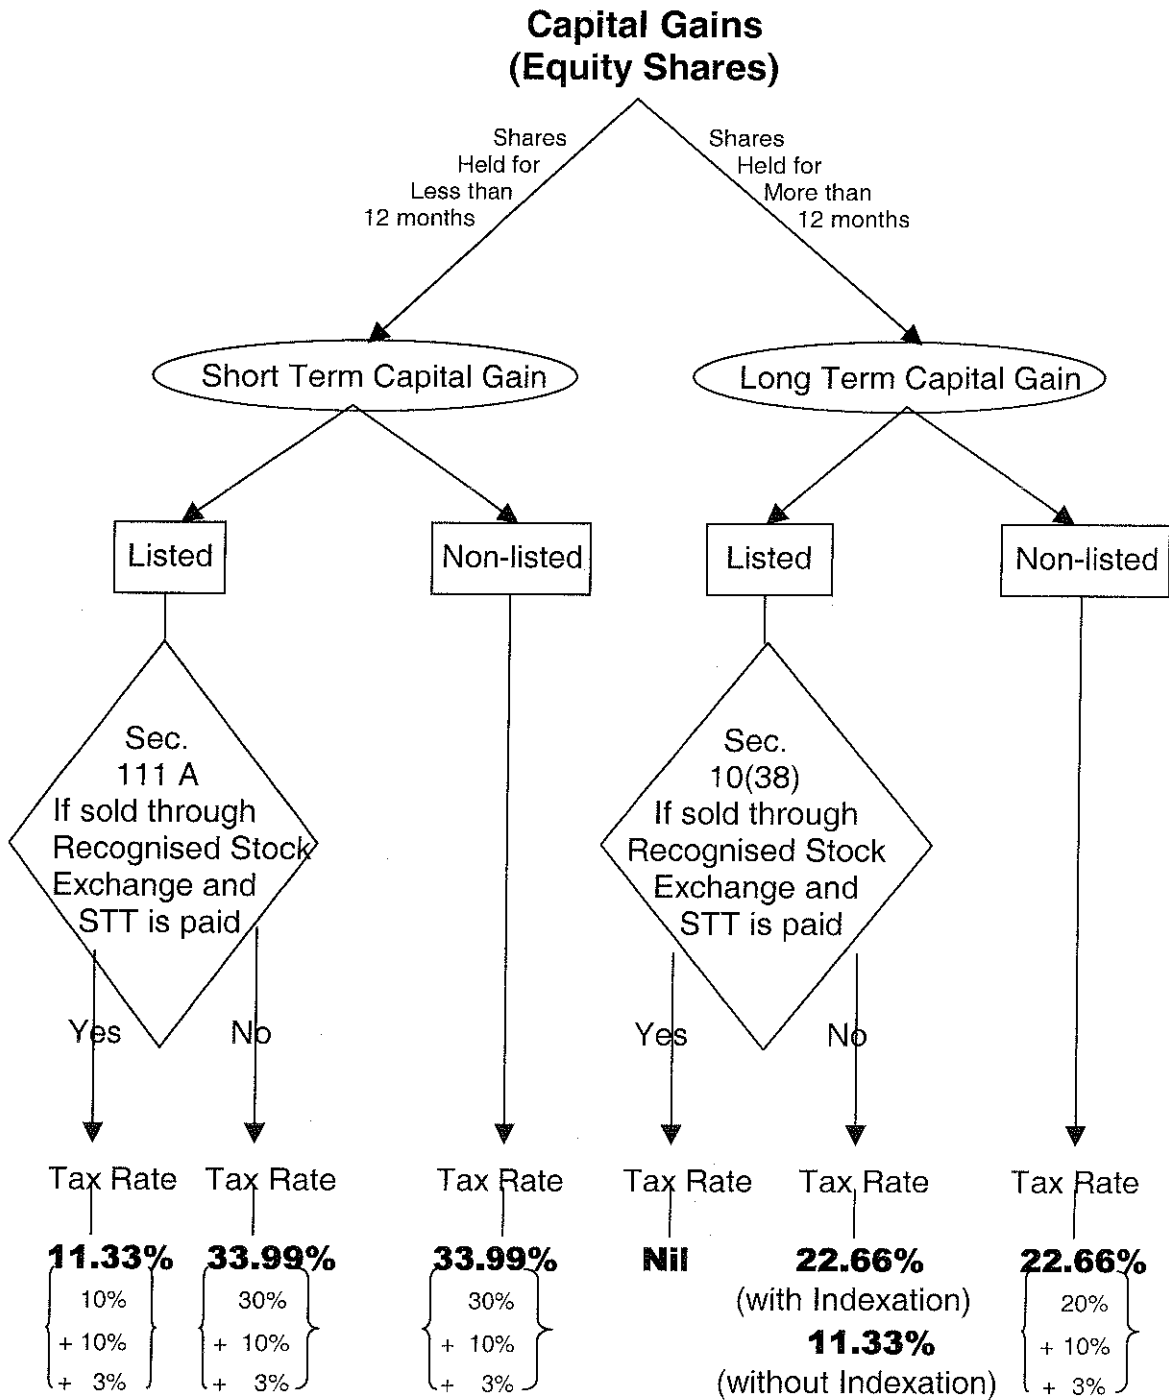 Capital Gains
(Equity Shares)
Shares
Held for
Less than
12 months
Shares
Held for
More than
12 months
Short Term Capital Gain
Long Term Capital Gain
Listed
Non-listed
Listed
Non-listed
Sec.
111 A
If sold through
Recognised Stock
Exchange and
STT is paid
Sec.
10(38)
If sold through
Recognised Stock
Exchange and
STT is paid
Yes
No
Yes
No
Tax Rate
11.33%
10%
+ 10%
+ 3%
Tax Rate
33.99%
30%
+ 10%
+ 3%
Tax Rate
33.99%
30%
+ 10%
+ 3%
Tax Rate
Nil
Tax Rate
22.66%
(with Indexation)
11.33%
(without Indexation)
Tax Rate
22.66%
20%
+ 10%
+ 3%